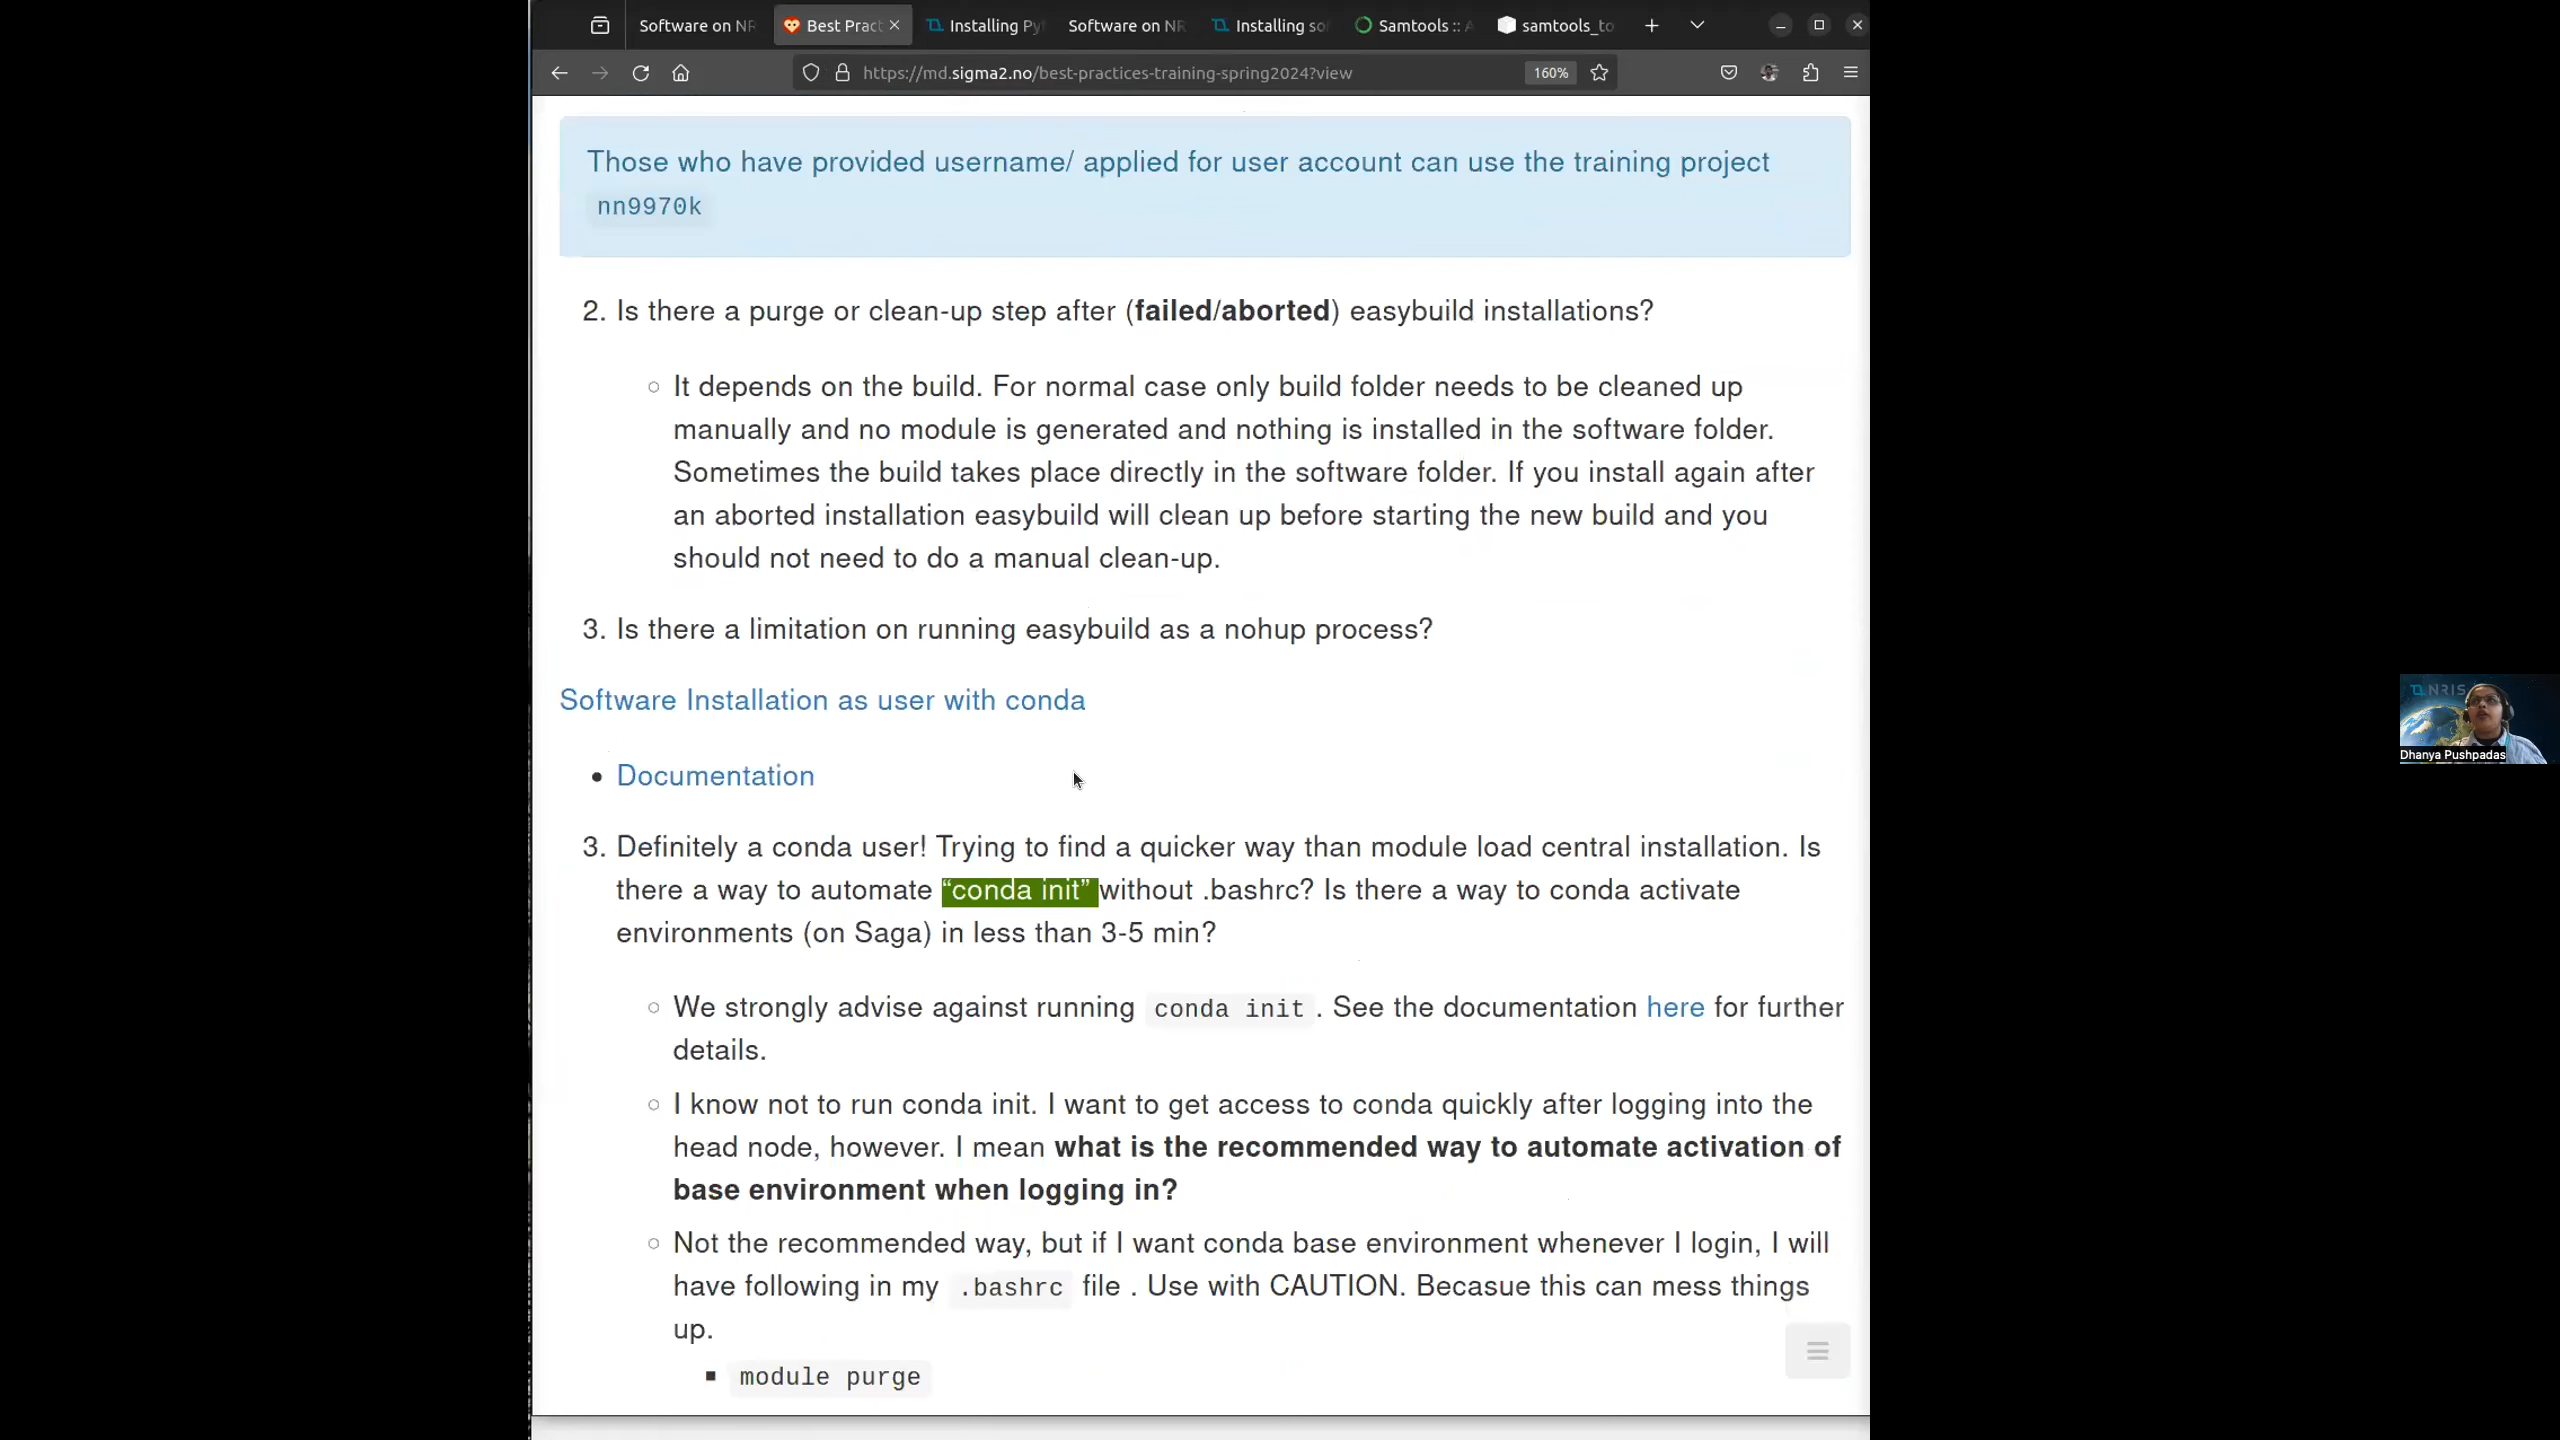 Software on NR
Best Pract
Installing Py
Software on NR
Installing so
Samtools :: A
samtools_to
https://md.sigma2.no/best-practices-training-spring2024?view
160%
Those who have provided username/ applied for user account can use the training project
nn9970k
2. Is there a purge or clean-up step after (failed/aborted) easybuild installations?
It depends on the build. For normal case only build folder needs to be cleaned up
manually and no module is generated and nothing is installed in the software folder.
Sometimes the build takes place directly in the software folder. If you install again after
an aborted installation easybuild will clean up before starting the new build and you
should not need to do a manual clean-up.
3. Is there a limitation on running easybuild as a nohup process?
Software Installation as user with conda
Documentation
3. Definitely a conda user! Trying to find a quicker way than module load central installation. Is
there a way to automate “conda init” without .bashrc? Is there a way to conda activate
environments (on Saga) in less than 3-5 min?
We strongly advise against running conda init. See the documentation here for further
details.
I know not to run conda init. I want to get access to conda quickly after logging into the
head node, however. I mean what is the recommended way to automate activation of
base environment when logging in?
Not the recommended way, but if I want conda base environment whenever I login, I will
have following in my .bashrc file . Use with CAUTION. Becasue this can mess things
up.
module purge
NRIS
Dhanya Pushpadas